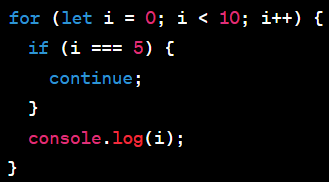 for (let i = 0; i < 10; i++) {
  if (i === 5) {
    continue;
  }
  console.log(i);
}